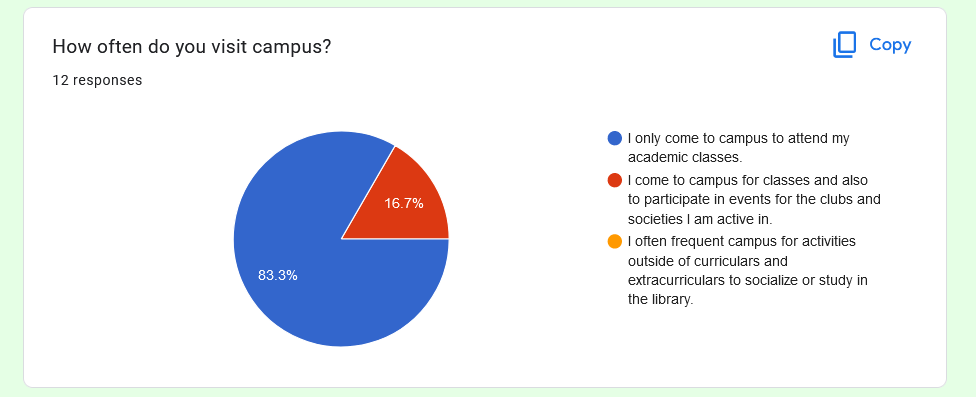 How often do you visit campus?
Copy
12 responses
I only come to campus to attend my
academic classes.
I come to campus for classes and also
to participate in events for the clubs and
societies I am active in.
I often frequent campus for activities
outside of curriculars and
extracurriculars to socialize or study in
the library.
16.7%
83.3%